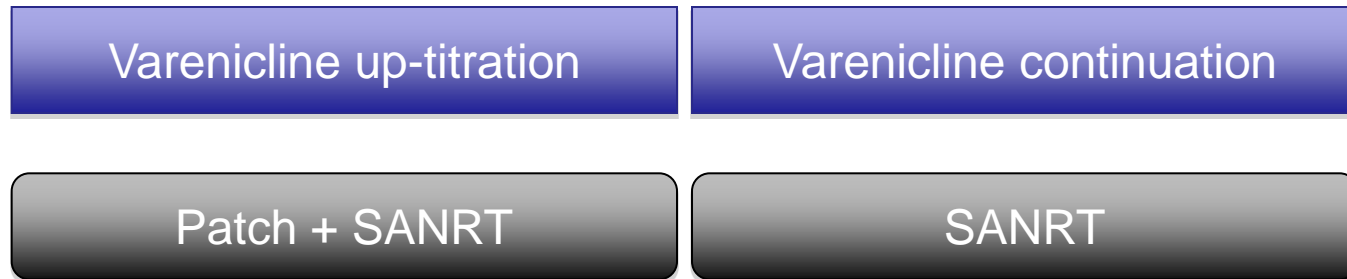 Varenicline up-titration
Varenicline continuation
Patch + SANRT
SANRT